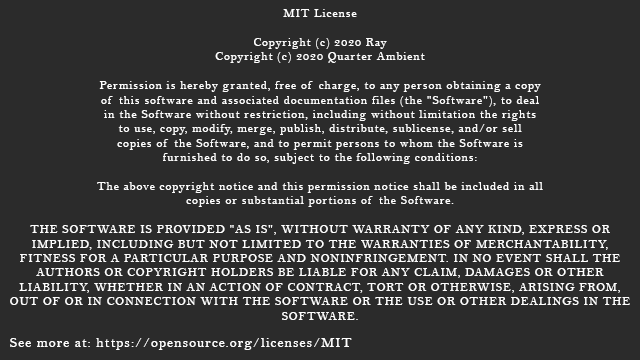 MIT License
Copyright (c) 2020 Ray
Copyright (c) 2020 Quarter Ambient
Permission is hereby granted, free of charge, to any person obtaining a copy
of this software and associated documentation files (the "Software"), to deal
in the Software without restriction, including without limitation the rights
to use, copy, modify, merge, publish, distribute, sublicense, and/or sell
copies of the Software, and to permit persons to whom the Software is
furnished to do so, subject to the following conditions:
The above copyright notice and this permission notice shall be included in all
copies or substantial portions of the Software.
THE SOFTWARE IS PROVIDED "AS IS", WITHOUT WARRANTY OF ANY KIND, EXPRESS OR
IMPLIED, INCLUDING BUT NOT LIMITED TO THE WARRANTIES OF MERCHANTABILITY,
FITNESS FOR A PARTICULAR PURPOSE AND NONINFRINGEMENT. IN NO EVENT SHALL THE
AUTHORS OR COPYRIGHT HOLDERS BE LIABLE FOR ANY CLAIM, DAMAGES OR OTHER
LIABILITY, WHETHER IN AN ACTION OF CONTRACT, TORT OR OTHERWISE, ARISING FROM,
OUT OF OR IN CONNECTION WITH THE SOFTWARE OR THE USE OR OTHER DEALINGS IN THE
SOFTWARE.
See more at: https://opensource.org/licenses/MIT